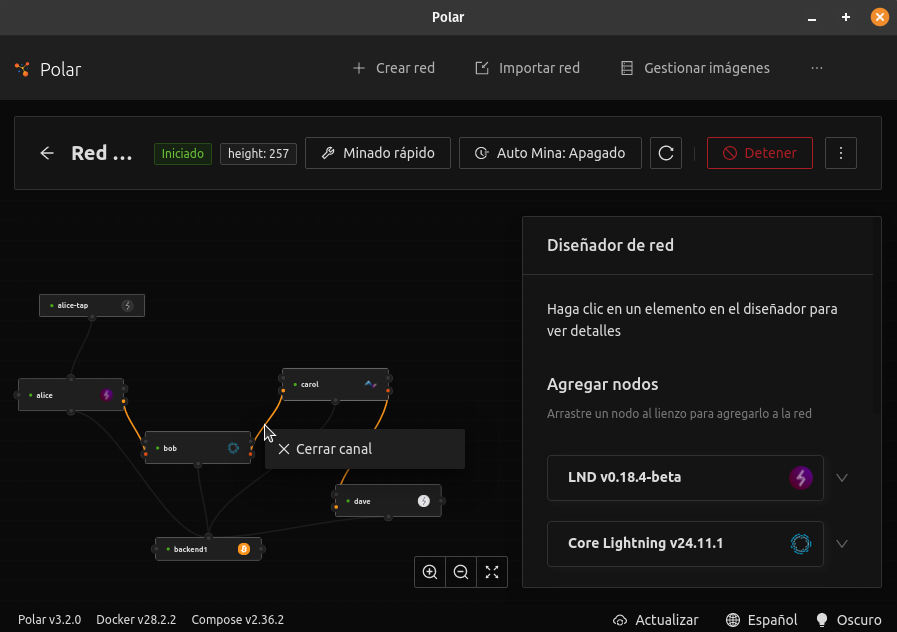 Polar
Polar
Crear red
Importar red
Gestionar imágenes
Red ...
Iniciado
height: 257
Minado rápido
Auto Mina: Apagado
Detener
alice-tap
alice
bob
carol
dave
backend1
Cerrar canal
Diseñador de red
Haga clic en un elemento en el diseñador para
ver detalles
Agregar nodos
Arrastre un nodo al lienzo para agregarlo a la red
LND v0.18.4-beta
Core Lightning v24.11.1
Polar v3.2.0
Docker v28.2.2
Compose v2.36.2
Actualizar
Español
Oscuro